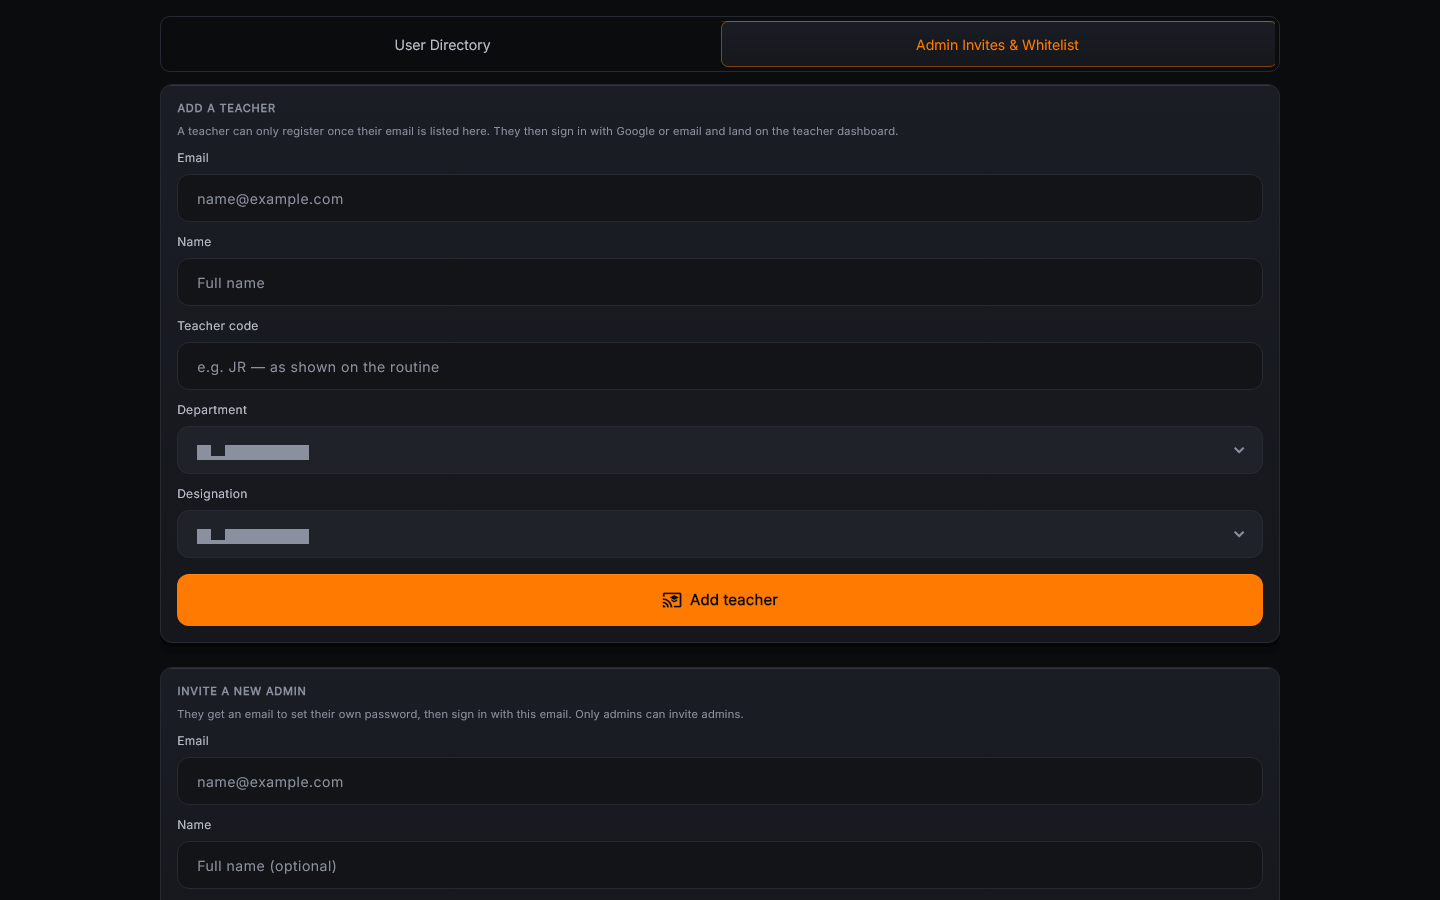 User Directory
Admin Invites & Whitelist
ADD A TEACHER
A teacher can only register once their email is listed here. They then sign in with Google or email and land on the teacher dashboard.
Email
name@example.com
Name
Full name
Teacher code
e.g. JR — as shown on the routine
Department
Designation
Add teacher
INVITE A NEW ADMIN
They get an email to set their own password, then sign in with this email. Only admins can invite admins.
Email
name@example.com
Name
Full name (optional)